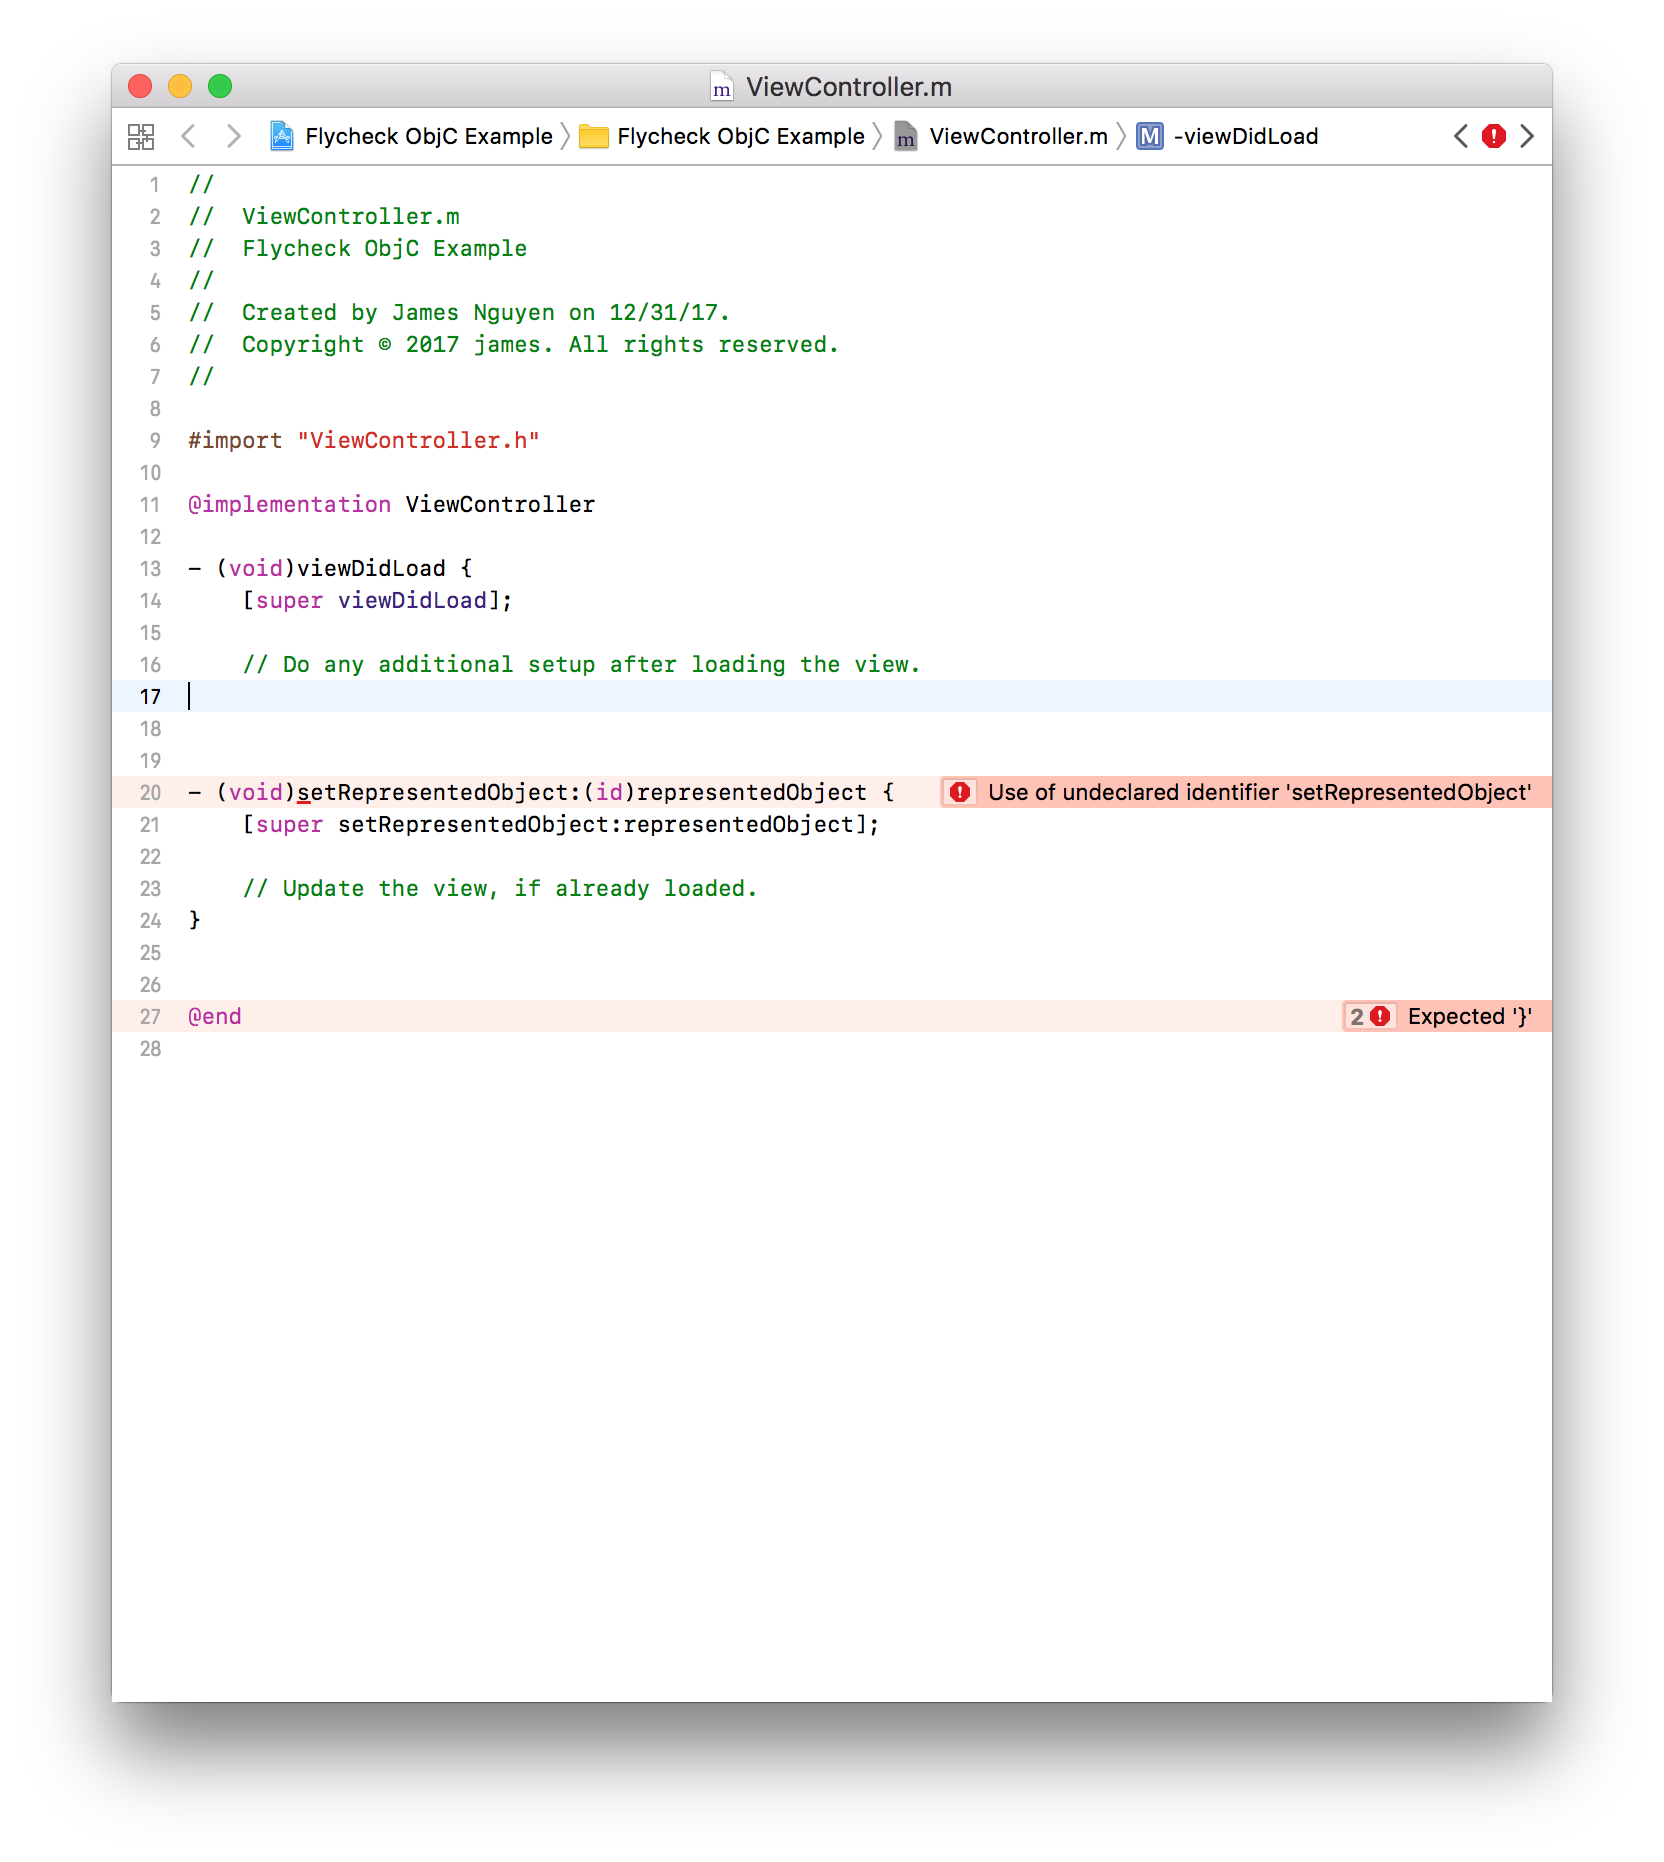 ViewController.m
Flycheck ObjC Example Flycheck ObjC Example m ViewController.m M -viewDidLoad
1 //
2 //  ViewController.m
3 //  Flycheck ObjC Example
4 //
5 //  Created by James Nguyen on 12/31/17.
6 //  Copyright © 2017 james. All rights reserved.
7 //
8
9 #import "ViewController.h"
10
11 @implementation ViewController
12
13 - (void)viewDidLoad {
14     [super viewDidLoad];
15
16     // Do any additional setup after loading the view.
17
18
19
20 - (void)setRepresentedObject:(id)representedObject { Use of undeclared identifier 'setRepresentedObject'
21     [super setRepresentedObject:representedObject];
22
23     // Update the view, if already loaded.
24 }
25
26
27 @end 2 Expected '}'
28